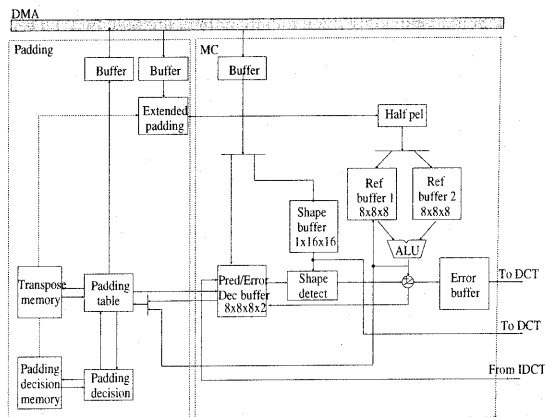 DMA
Padding
MC
Buffer
Buffer
Buffer
Extended
padding
Half pel
Ref
buffer 1
8x8x8
Ref
buffer 2
8x8x8
Shape
buffer
1x16x16
ALU
Transpose
memory
Padding
table
Pred/Error
Dec buffer
8x8x8x2
Shape
detect
Error
buffer
To DCT
To DCT
From IDCT
Padding
decision
memory
Padding
decision